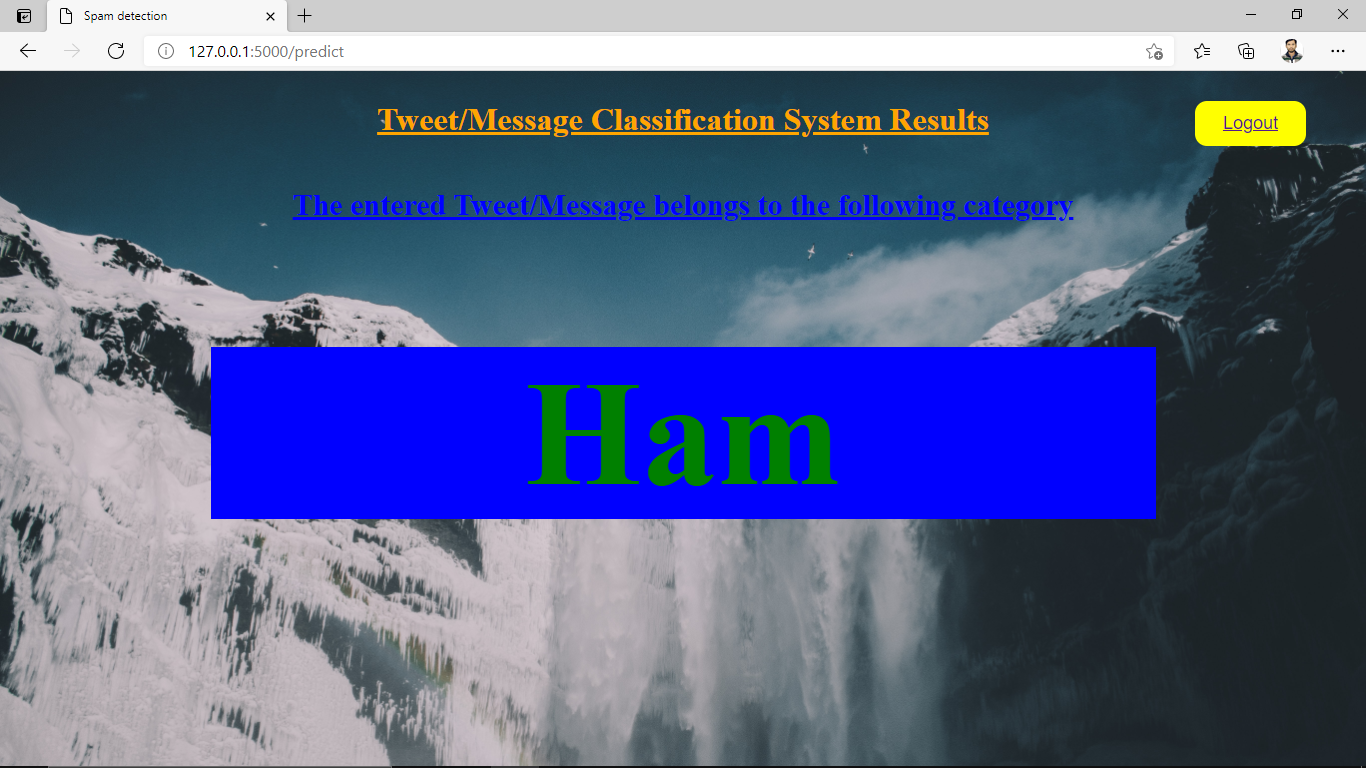 Spam detection
127.0.0.1:5000/predict
Tweet/Message Classification System Results
Logout
The entered Tweet/Message belongs to the following category
Ham